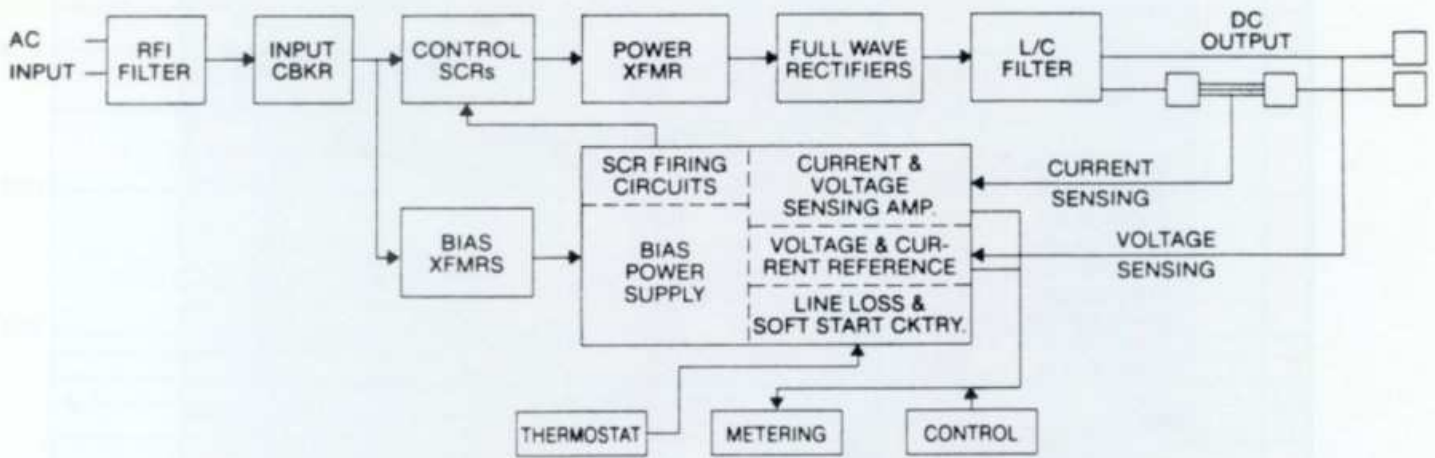 AC
INPUT
RFI
FILTER
INPUT
CBKR
CONTROL
SCRs
POWER
XFMR
FULL WAVE
RECTIFIERS
L/C
FILTER
DC
OUTPUT
SCR FIRING
CIRCUITS
CURRENT &
VOLTAGE
SENSING AMP.
CURRENT
SENSING
BIAS
XFMRS
BIAS
POWER
SUPPLY
VOLTAGE & CUR-
RENT REFERENCE
VOLTAGE
SENSING
LINE LOSS &
SOFT START CKTRY.
THERMOSTAT
METERING
CONTROL